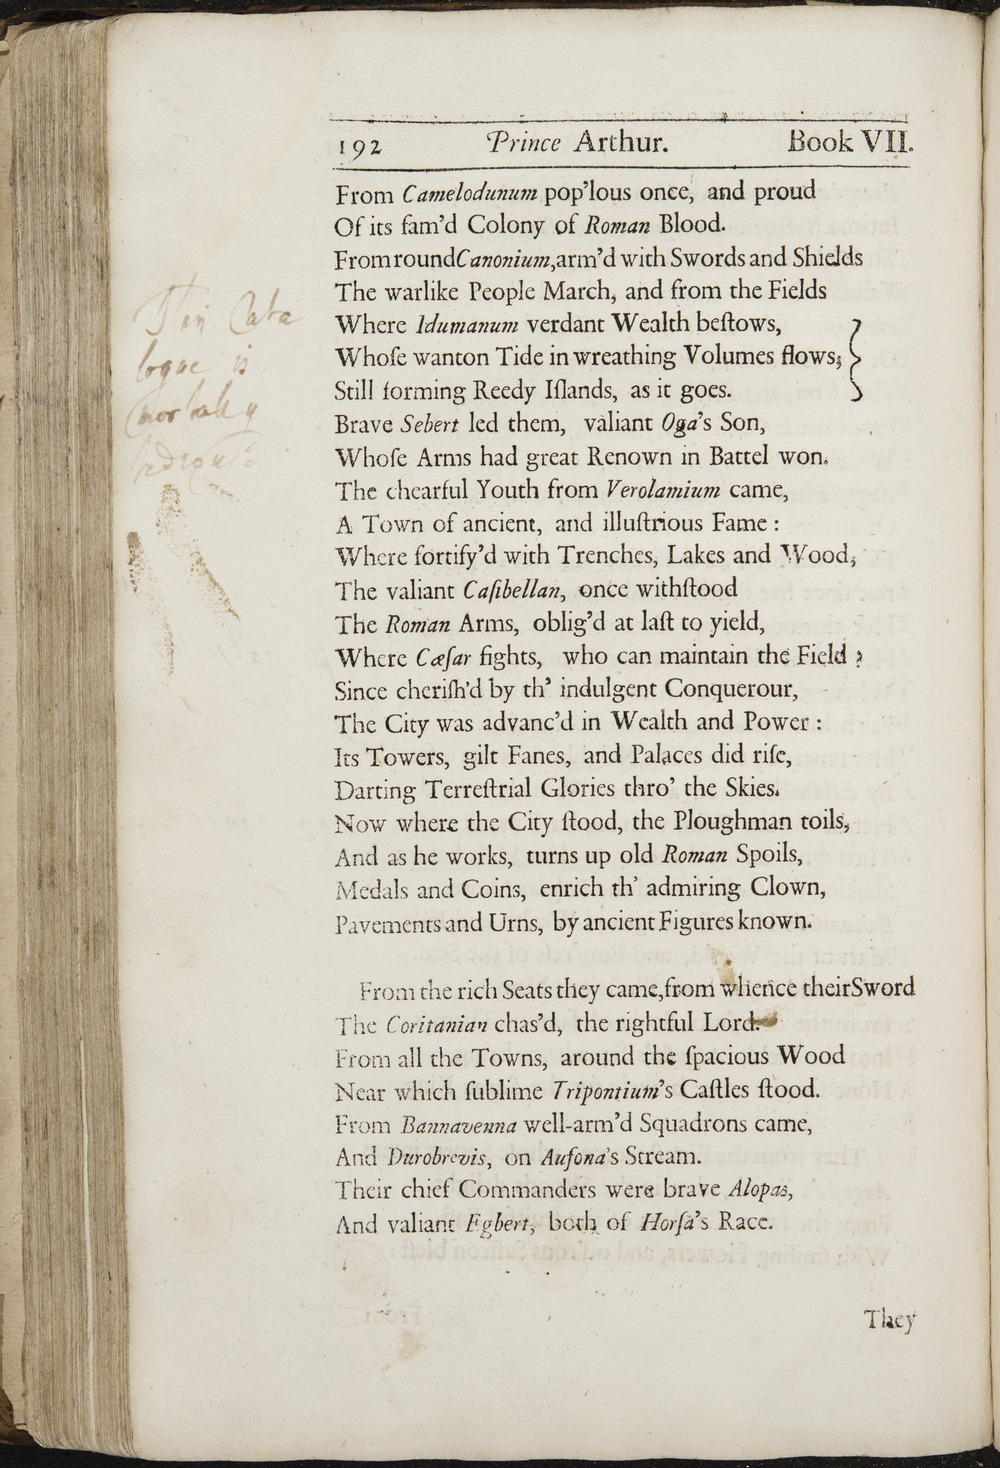 192 Prince Arthur. Book VII.
From Camelodunum pop'lous once, and proud
Of its fam'd Colony of Roman Blood.
From round Canonium, arm'd with Swords and Shields
The warlike People March, and from the Fields
Where Idumanum verdant Wealth beſtows,
Whoſe wanton Tide in wreathing Volumes flows;
Still forming Reedy Iſlands, as it goes.
Brave Sebert led them, valiant Oga's Son,
Whoſe Arms had great Renown in Battel won.
The chearful Youth from Verolamium came,
A Town of ancient, and illuſtrious Fame :
Where fortify'd with Trenches, Lakes and Wood,
The valiant Caſibellan, once withſtood
The Roman Arms, oblig'd at laſt to yield,
Where Cæſar fights, who can maintain the Field ?
Since cheriſh'd by th' indulgent Conquerour,
The City was advanc'd in Wealth and Power :
Its Towers, gilt Fanes, and Palaces did riſe,
Darting Terreſtrial Glories thro' the Skies.
Now where the City ſtood, the Ploughman toils,
And as he works, turns up old Roman Spoils,
Medals and Coins, enrich th' admiring Clown,
Pavements and Urns, by ancient Figures known.
From the rich Seats they came, from whence their Sword
The Coritanian chas'd, the rightful Lord.
From all the Towns, around the ſpacious Wood
Near which ſublime Tripontium's Caſtles ſtood.
From Bannavenna well-arm'd Squadrons came,
And Durobrevis, on Auſona's Stream.
Their chief Commanders were brave Alopas,
And valiant Egbert, both of Horſa's Race.
They
Cata
logue is
mortally